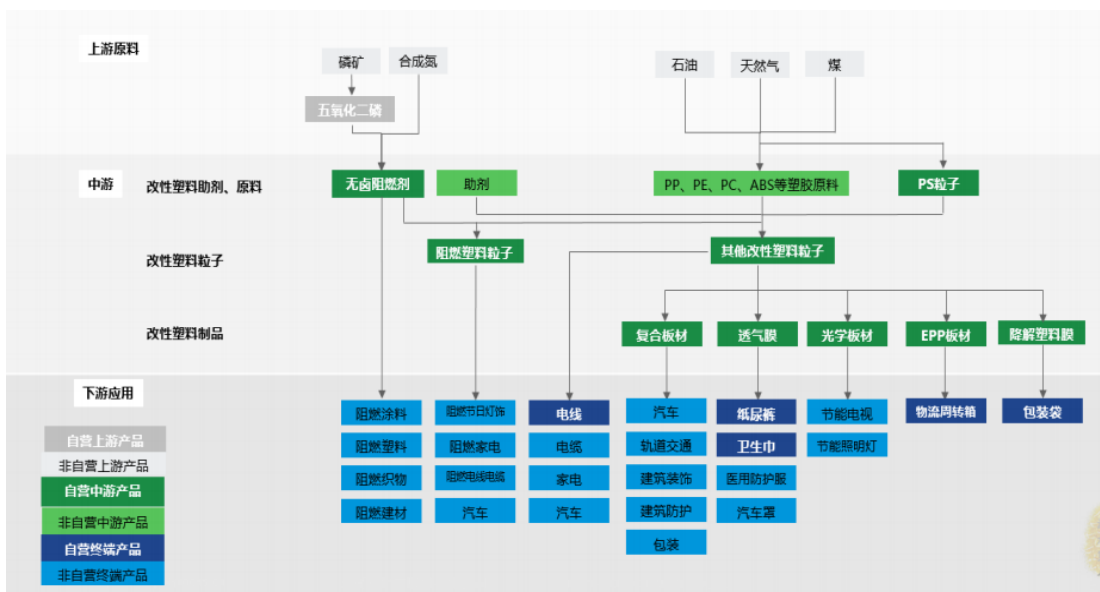 上游原料
磷矿
合成氮
石油
天然气
煤
五氧化二磷
中游
改性塑料助剂、原料
无卤阻燃剂
助剂
PP、PE、PC、ABS等塑胶原料
PS粒子
改性塑料粒子
阻燃塑料粒子
其他改性塑料粒子
改性塑料制品
复合板材
透气膜
光学板材
EPP板材
降解塑料膜
下游应用
阻燃涂料
阻燃节日灯饰
电线
汽车
纸尿裤
节能电视
物流周转箱
包装袋
阻燃塑料
阻燃家电
电缆
轨道交通
卫生巾
节能照明灯
阻燃织物
阻燃电线电缆
家电
建筑装饰
医用防护服
阻燃建材
汽车
汽车
建筑防护
汽车罩
包装
自营上游产品
非自营上游产品
自营中游产品
非自营中游产品
自营终端产品
非自营终端产品